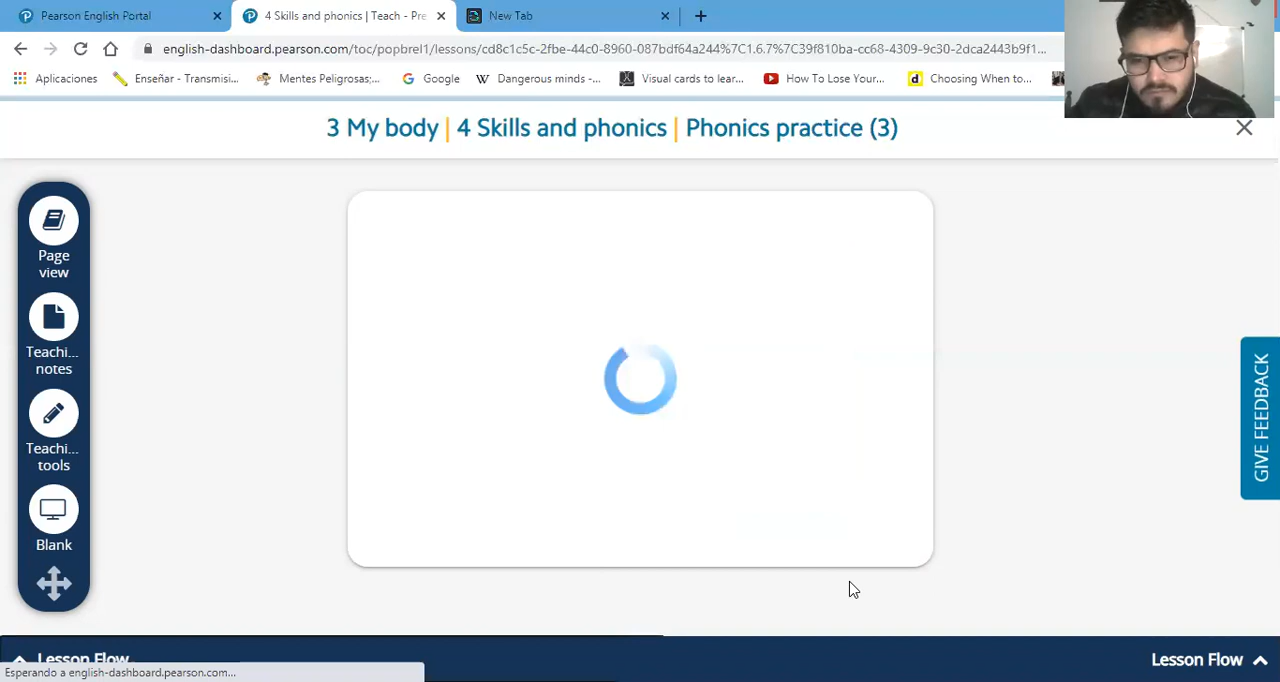 Pearson English Portal
4 Skills and phonics | Teach - Pre
New Tab
english-dashboard.pearson.com/toc/popbrel1/lessons/cd8c1c5c-2fbe-44c0-8960-087bdf64a244%7C1.6.7%7C39f810ba-cc68-4309-9c30-2dca2443b9f1...
Aplicaciones
Enseñar - Transmisi...
Mentes Peligrosas;...
Google
Dangerous minds -...
Visual cards to lear...
How To Lose Your...
Choosing When to...
3 My body | 4 Skills and phonics | Phonics practice (3)
Page
view
Teachi...
notes
Teachi...
tools
Blank
GIVE FEEDBACK
Lesson Flow
Lesson Flow
Esperando a english-dashboard.pearson.com...